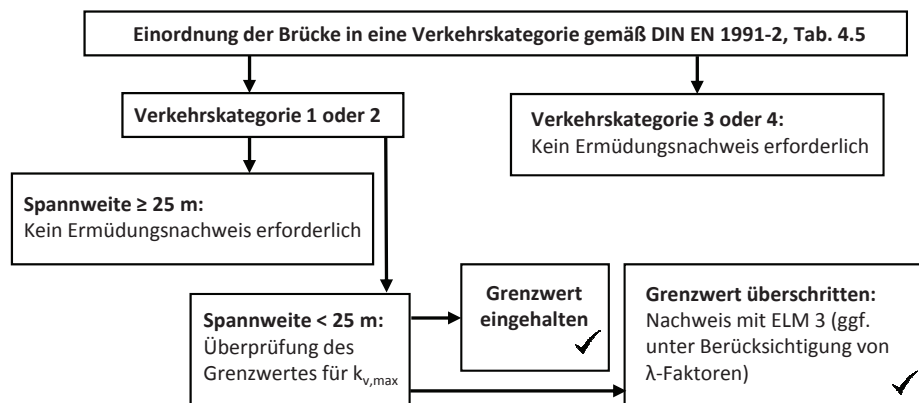 Einordnung der Brücke in eine Verkehrskategorie gemäß DIN EN 1991-2, Tab. 4.5
Verkehrskategorie 1 oder 2
Verkehrskategorie 3 oder 4:
Kein Ermüdungsnachweis erforderlich
Spannweite ≥ 25 m:
Kein Ermüdungsnachweis erforderlich
Spannweite < 25 m:
Überprüfung des
Grenzwertes für kv,max
Grenzwert
eingehalten
Grenzwert überschritten:
Nachweis mit ELM 3 (ggf.
unter Berücksichtigung von
λ-Faktoren)